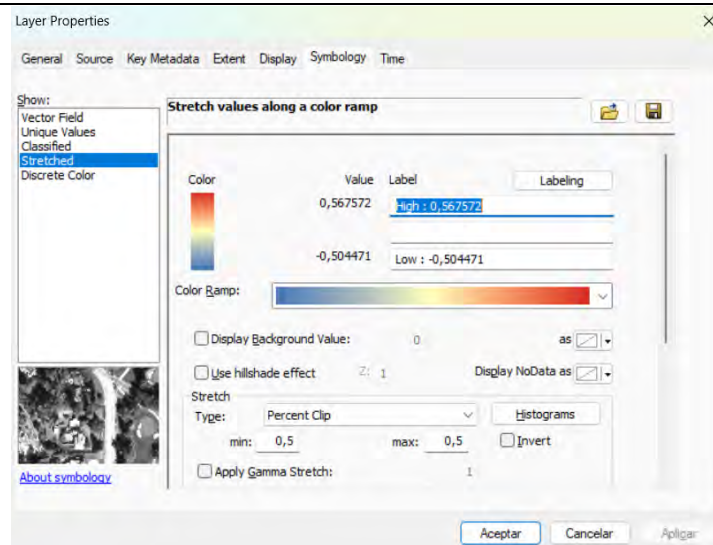 Layer Properties
General Source Key Metadata Extent Display Symbology Time
Show:
Vector Field
Unique Values
Classified
Stretched
Discrete Color
About symbology
Stretch values along a color ramp
Color Value Label Labeling
0,567572 High : 0,567572
-0,504471 Low : -0,504471
Color Ramp:
Display Background Value: 0 as
Use hillshade effect Z: 1 Display NoData as
Stretch
Type: Percent Clip Histograms
min: 0,5 max: 0,5 Invert
Apply Gamma Stretch: 1
Aceptar Cancelar Aplicar